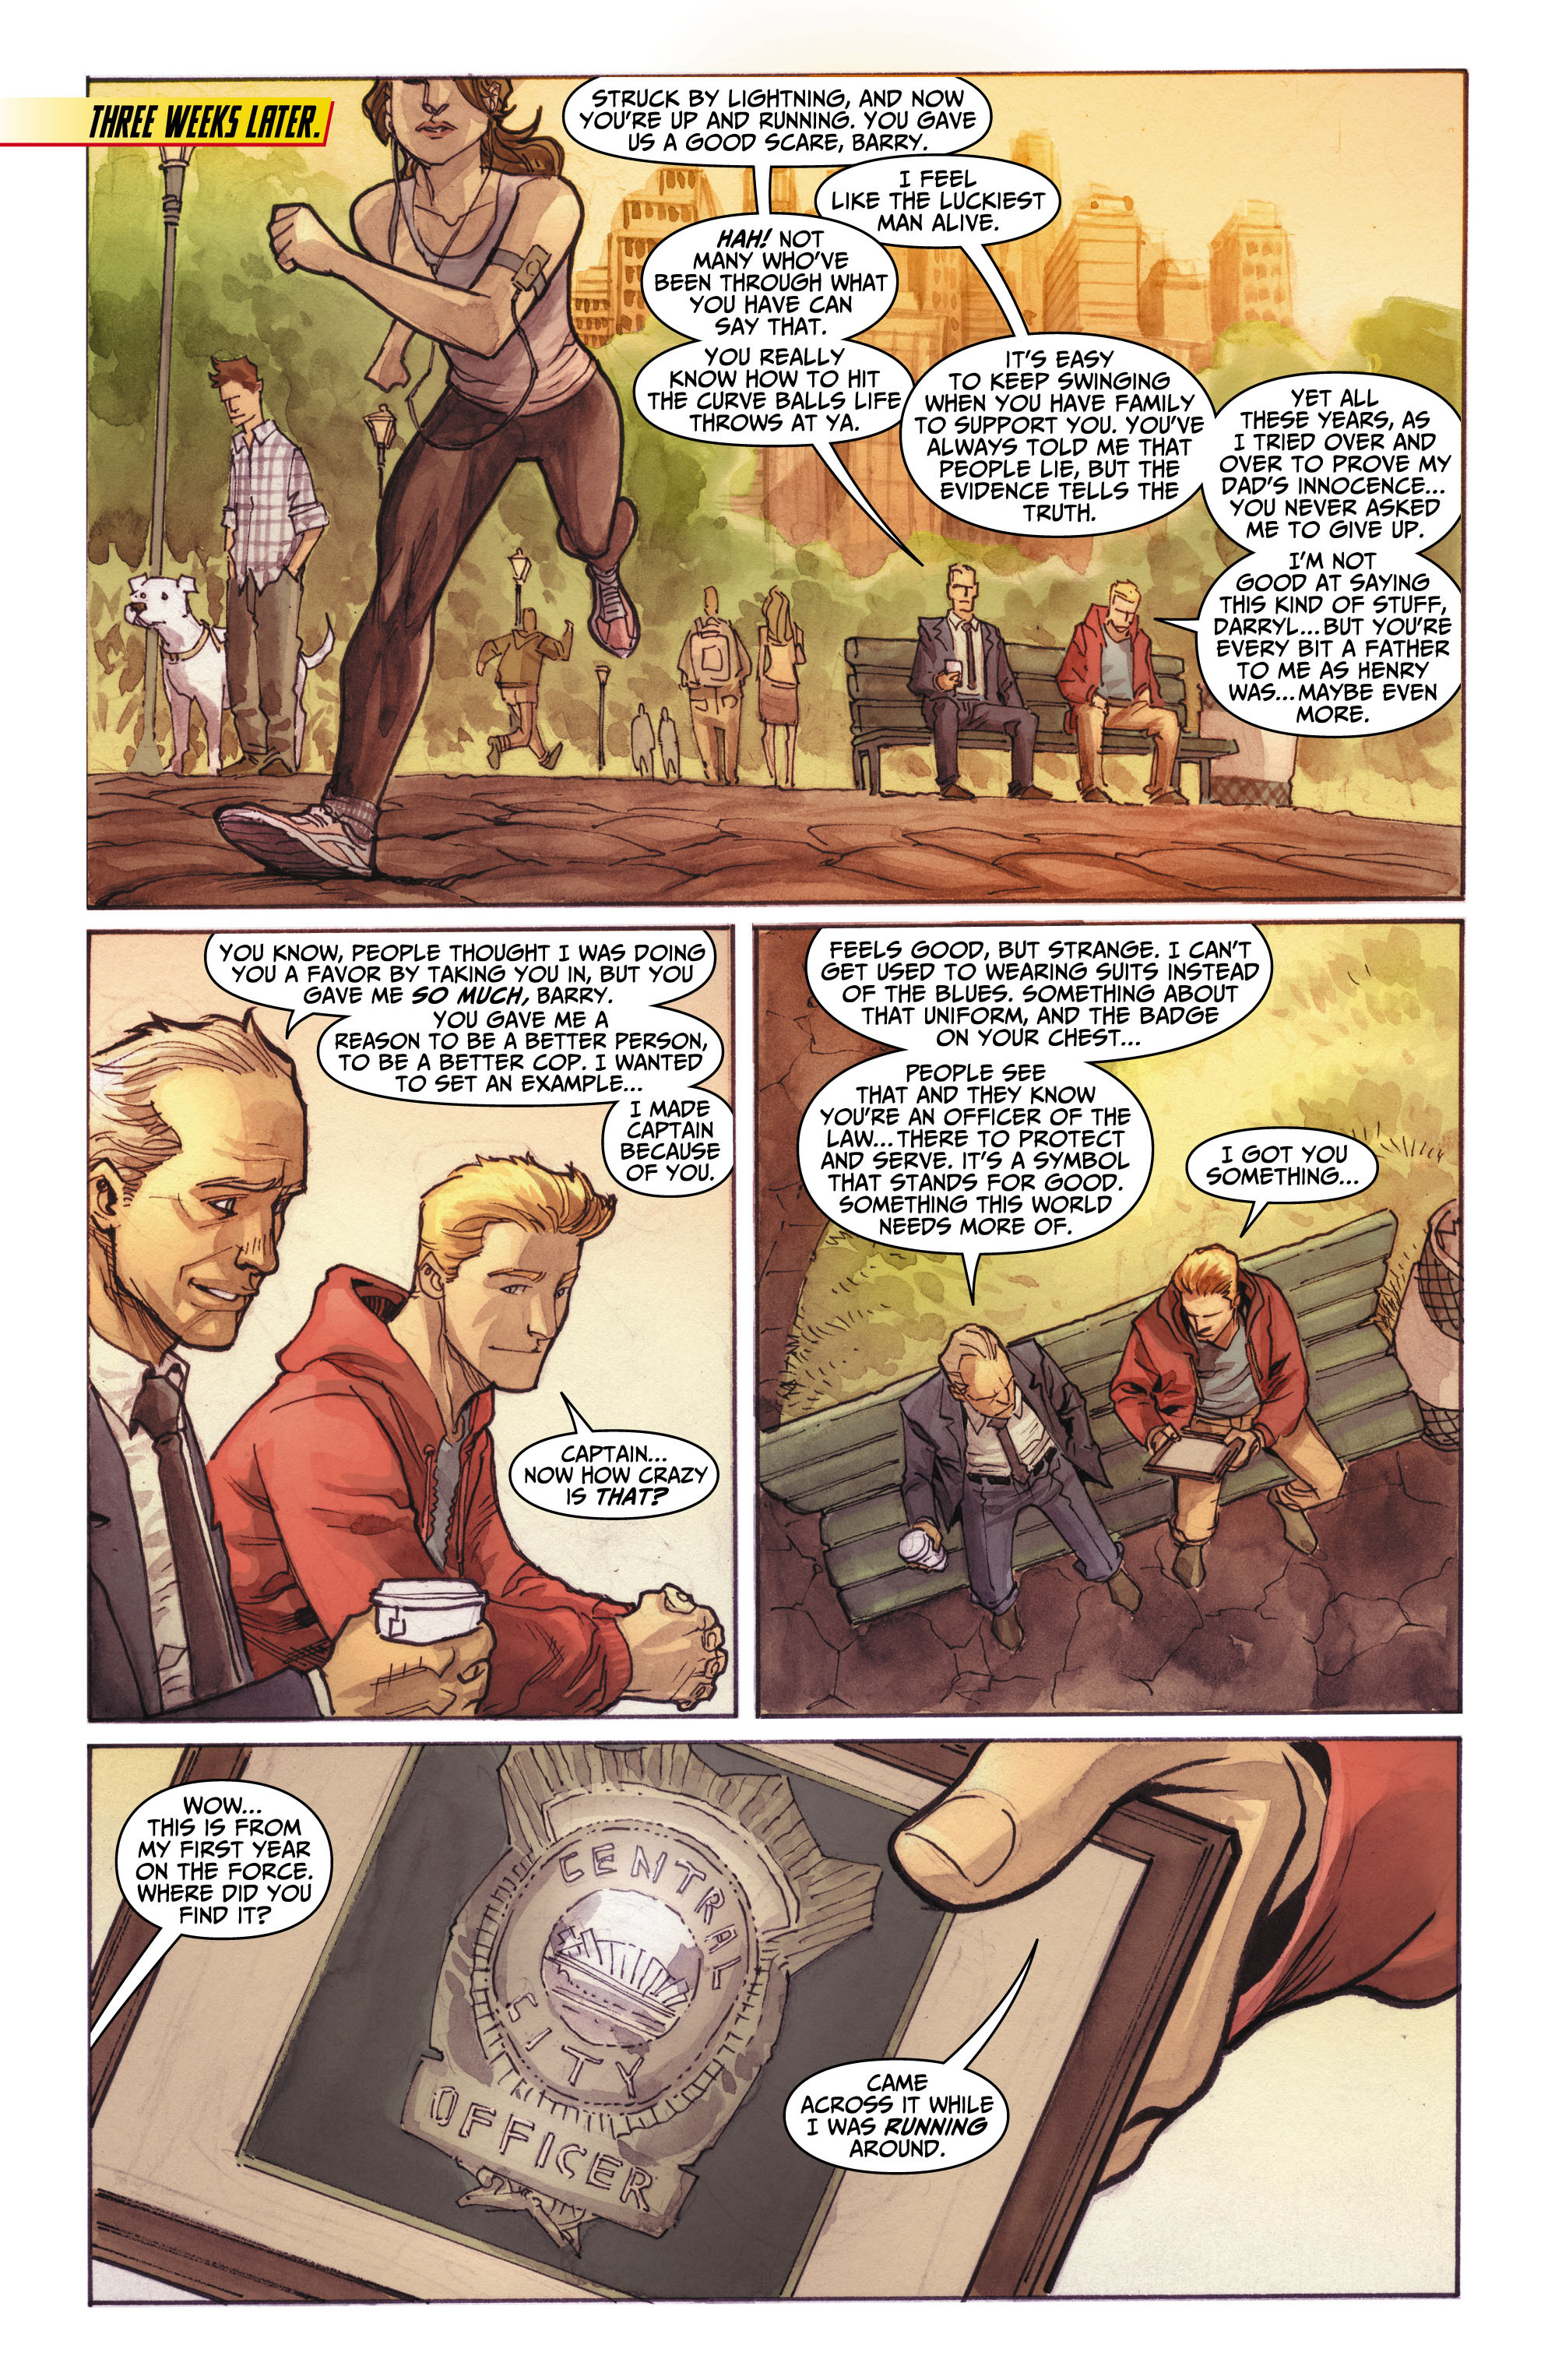 THREE WEEKS LATER.
STRUCK BY LIGHTNING, AND NOW
YOU'RE UP AND RUNNING. YOU GAVE
US A GOOD SCARE, BARRY.
I FEEL
LIKE THE LUCKIEST
MAN ALIVE.
HAH! NOT
MANY WHO'VE
BEEN THROUGH WHAT
YOU HAVE CAN
SAY THAT.
YOU REALLY
KNOW HOW TO HIT
THE CURVE BALLS LIFE
THROWS AT YA.
IT'S EASY
TO KEEP SWINGING
WHEN YOU HAVE FAMILY
TO SUPPORT YOU. YOU'VE
ALWAYS TOLD ME THAT
PEOPLE LIE, BUT THE
EVIDENCE TELLS THE
TRUTH.
YET ALL
THESE YEARS, AS
I TRIED OVER AND
OVER TO PROVE MY
DAD'S INNOCENCE...
YOU NEVER ASKED
ME TO GIVE UP.
I'M NOT
GOOD AT SAYING
THIS KIND OF STUFF,
DARRYL...BUT YOU'RE
EVERY BIT A FATHER
TO ME AS HENRY
WAS...MAYBE EVEN
MORE.
YOU KNOW, PEOPLE THOUGHT I WAS DOING
YOU A FAVOR BY TAKING YOU IN, BUT YOU
GAVE ME SO MUCH, BARRY.
YOU GAVE ME A
REASON TO BE A BETTER PERSON,
TO BE A BETTER COP. I WANTED
TO SET AN EXAMPLE...
I MADE
CAPTAIN
BECAUSE
OF YOU.
CAPTAIN...
NOW HOW CRAZY
IS THAT?
FEELS GOOD, BUT STRANGE. I CAN'T
GET USED TO WEARING SUITS INSTEAD
OF THE BLUES. SOMETHING ABOUT
THAT UNIFORM, AND THE BADGE
ON YOUR CHEST...
PEOPLE SEE
THAT AND THEY KNOW
YOU'RE AN OFFICER OF THE
LAW...THERE TO PROTECT
AND SERVE. IT'S A SYMBOL
THAT STANDS FOR GOOD.
SOMETHING THIS WORLD
NEEDS MORE OF.
I GOT YOU
SOMETHING...
WOW...
THIS IS FROM
MY FIRST YEAR
ON THE FORCE.
WHERE DID YOU
FIND IT?
CENTRAL
CITY
OFFICER
CAME
ACROSS IT WHILE
I WAS RUNNING
AROUND.